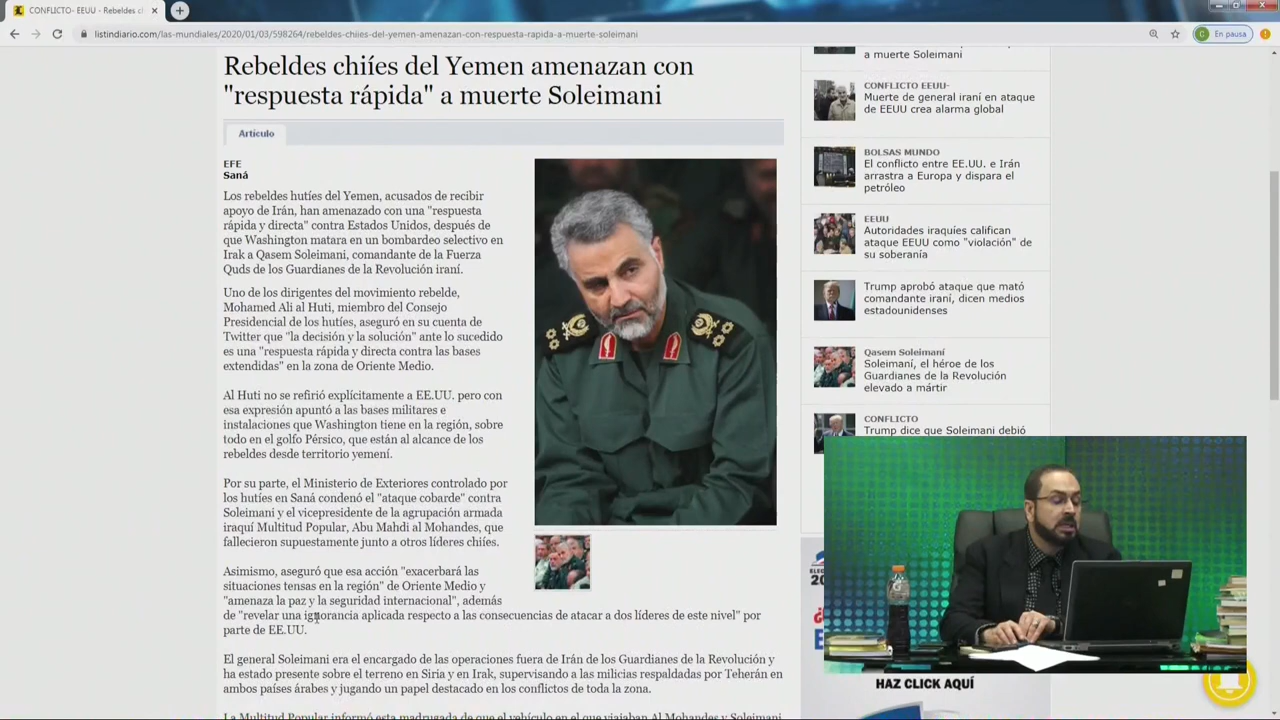 CONFLICTO- EEUU - Rebeldes c
listindiario.com/las-mundiales/2020/01/03/598264/rebeldes-chiies-del-yemen-amenazan-con-respuesta-rapida-a-muerte-soleimani
En pausa
Rebeldes chiíes del Yemen amenazan con
"respuesta rápida" a muerte Soleimani
Artículo
EFE
Saná
Los rebeldes hutíes del Yemen, acusados de recibir
apoyo de Irán, han amenazado con una "respuesta
rápida y directa" contra Estados Unidos, después de
que Washington matara en un bombardeo selectivo en
Irak a Qasem Solaimani, comandante de la Fuerza
Quds de los Guardianes de la Revolución iraní.
Uno de los dirigentes del movimiento rebelde,
Mohamed Ali al Huti, miembro del Consejo
Presidencial de los hutíes, aseguró en su cuenta de
Twitter que "la decisión y la solución" ante lo sucedido
es una "respuesta rápida y directa contra las bases
extendidas" en la zona de Oriente Medio.
Al Huti no se refirió explícitamente a EE.UU. pero con
esa expresión apuntó a las bases militares e
instalaciones que Washington tiene en la región, sobre
todo en el golfo Pérsico, que están al alcance de los
rebeldes desde territorio yemení.
Por su parte, el Ministerio de Exteriores controlado por
los hutíes en Saná condenó el "ataque cobarde" contra
Soleimani y el vicepresidente de la agrupación armada
iraquí Multitud Popular, Abu Mahdi al Mohandes, que
fallecieron supuestamente junto a otros líderes chiíes.
Asimismo, aseguró que esa acción "exacerbará las
situaciones tensas en la región" de Oriente Medio y
"amenaza la paz y la seguridad internacional", además
de "revelar una ignorancia aplicada respecto a las consecuencias de atacar a dos líderes de este nivel" por
parte de EE.UU.
El general Soleimani era el encargado de las operaciones fuera de Irán de los Guardianes de la Revolución y
ha estado presente sobre el terreno en Siria y en Irak, supervisando a las milicias respaldadas por Teherán en
ambos países árabes y jugando un papel destacado en los conflictos de toda la zona.
La Multitud Popular informó esta madrugada de que el vehículo en el que viajaban Al Mohandes y Soleimani
a muerte Soleimani
CONFLICTO EEUU-
Muerte de general iraní en ataque
de EEUU crea alarma global
BOLSAS MUNDO
El conflicto entre EE.UU. e Irán
arrastra a Europa y dispara el
petróleo
EEUU
Autoridades iraquíes califican
ataque EEUU como "violación" de
su soberanía
Trump aprobó ataque que mató
comandante iraní, dicen medios
estadounidenses
Qasem Soleimaní
Soleimaní, el héroe de los
Guardianes de la Revolución
elevado a mártir
CONFLICTO
Trump dice que Soleimani debió
HAZ CLICK AQUÍ